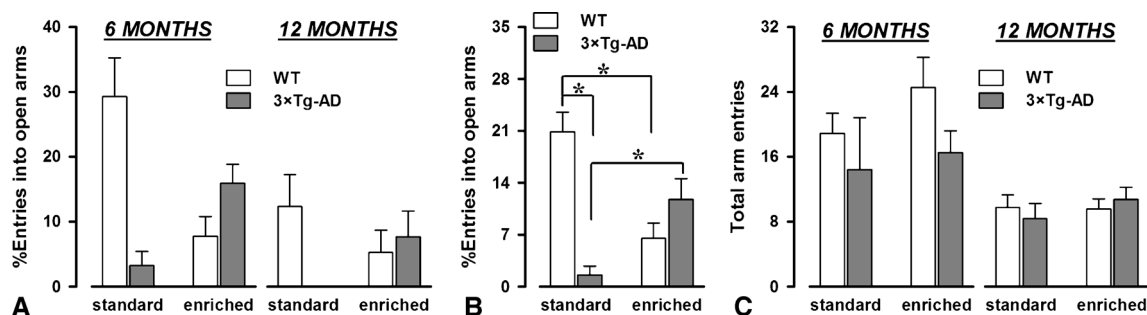 6 MONTHS 12 MONTHS
WT
3×Tg-AD
%Entries into open arms
40
30
20
10
0
standard enriched standard enriched
A
WT
3×Tg-AD
%Entries into open arms
35
28
21
14
7
0
*
*
*
standard enriched
B
6 MONTHS 12 MONTHS
WT
3×Tg-AD
Total arm entries
32
24
16
8
0
standard enriched standard enriched
C